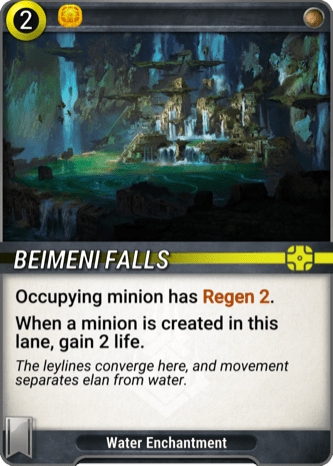 2
BEIMENI FALLS
Occupying minion has Regen 2.
When a minion is created in this
lane, gain 2 life.
The leylines converge here, and movement
separates elan from water.
Water Enchantment